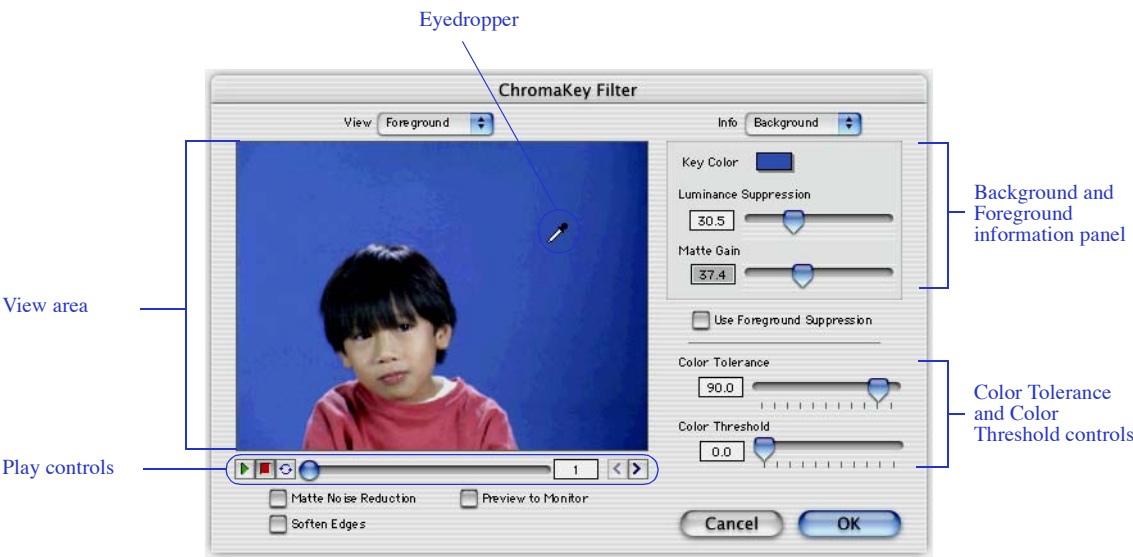 Eyedropper
ChromaKey Filter
View Foreground
Info Background
Key Color
Luminance Suppression
30.5
Matte Gain
37.4
Background and
Foreground
information panel
View area
Use Foreground Suppression
Color Tolerance
90.0
Color Threshold
0.0
Color Tolerance
and Color
Threshold controls
Play controls
1
Matte Noise Reduction
Preview to Monitor
Soften Edges
Cancel
OK